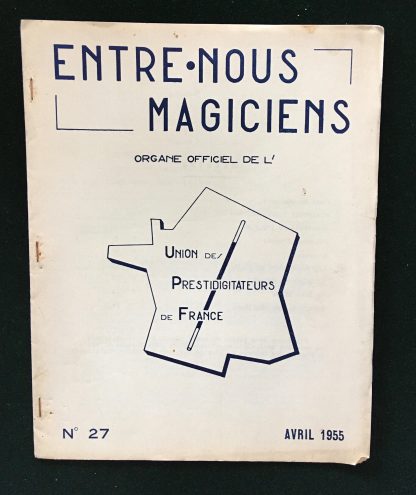 ENTRE•NOUS
MAGICIENS
ORGANE OFFICIEL DE L'
UNION DES
PRESTIDIGITATEURS
DE FRANCE
N° 27
AVRIL 1955